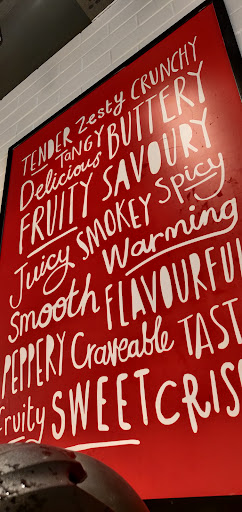 TENDER Zesty CRUNCHY
TANGY BUTTERY
Delicious
FRUITY SAVOURY
Juicy SMOKEY Spicy
Warming
Smooth FLAVOURFUL
PEPPERY Craveable TAST
fruity SWEET CRIS